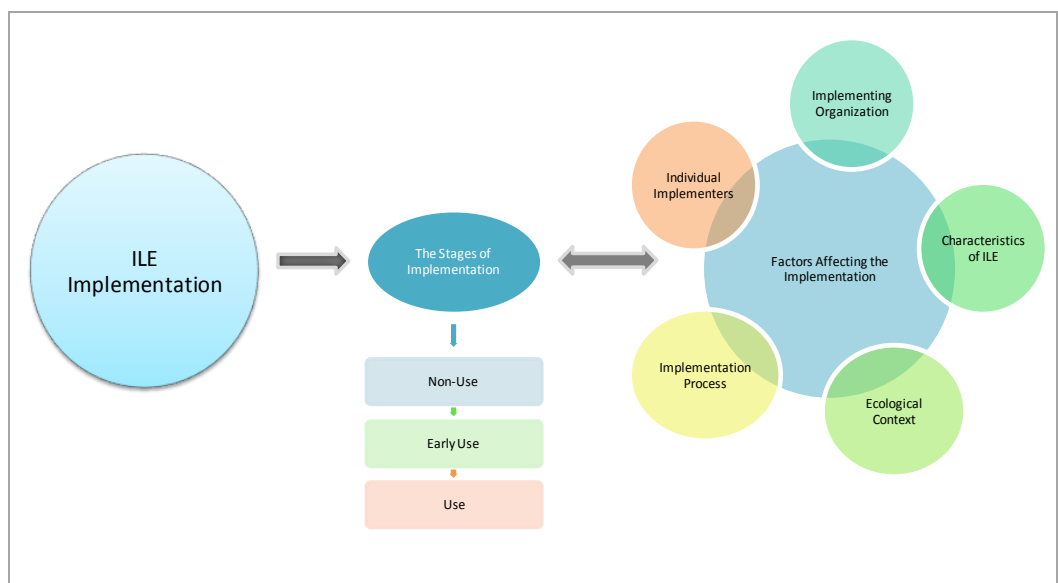 ILE
Implementation
The Stages of
Implementation
Non-Use
Early Use
Use
Factors Affecting the
Implementation
Implementing
Organization
Individual
Implementers
Characteristics
of ILE
Implementation
Process
Ecological
Context